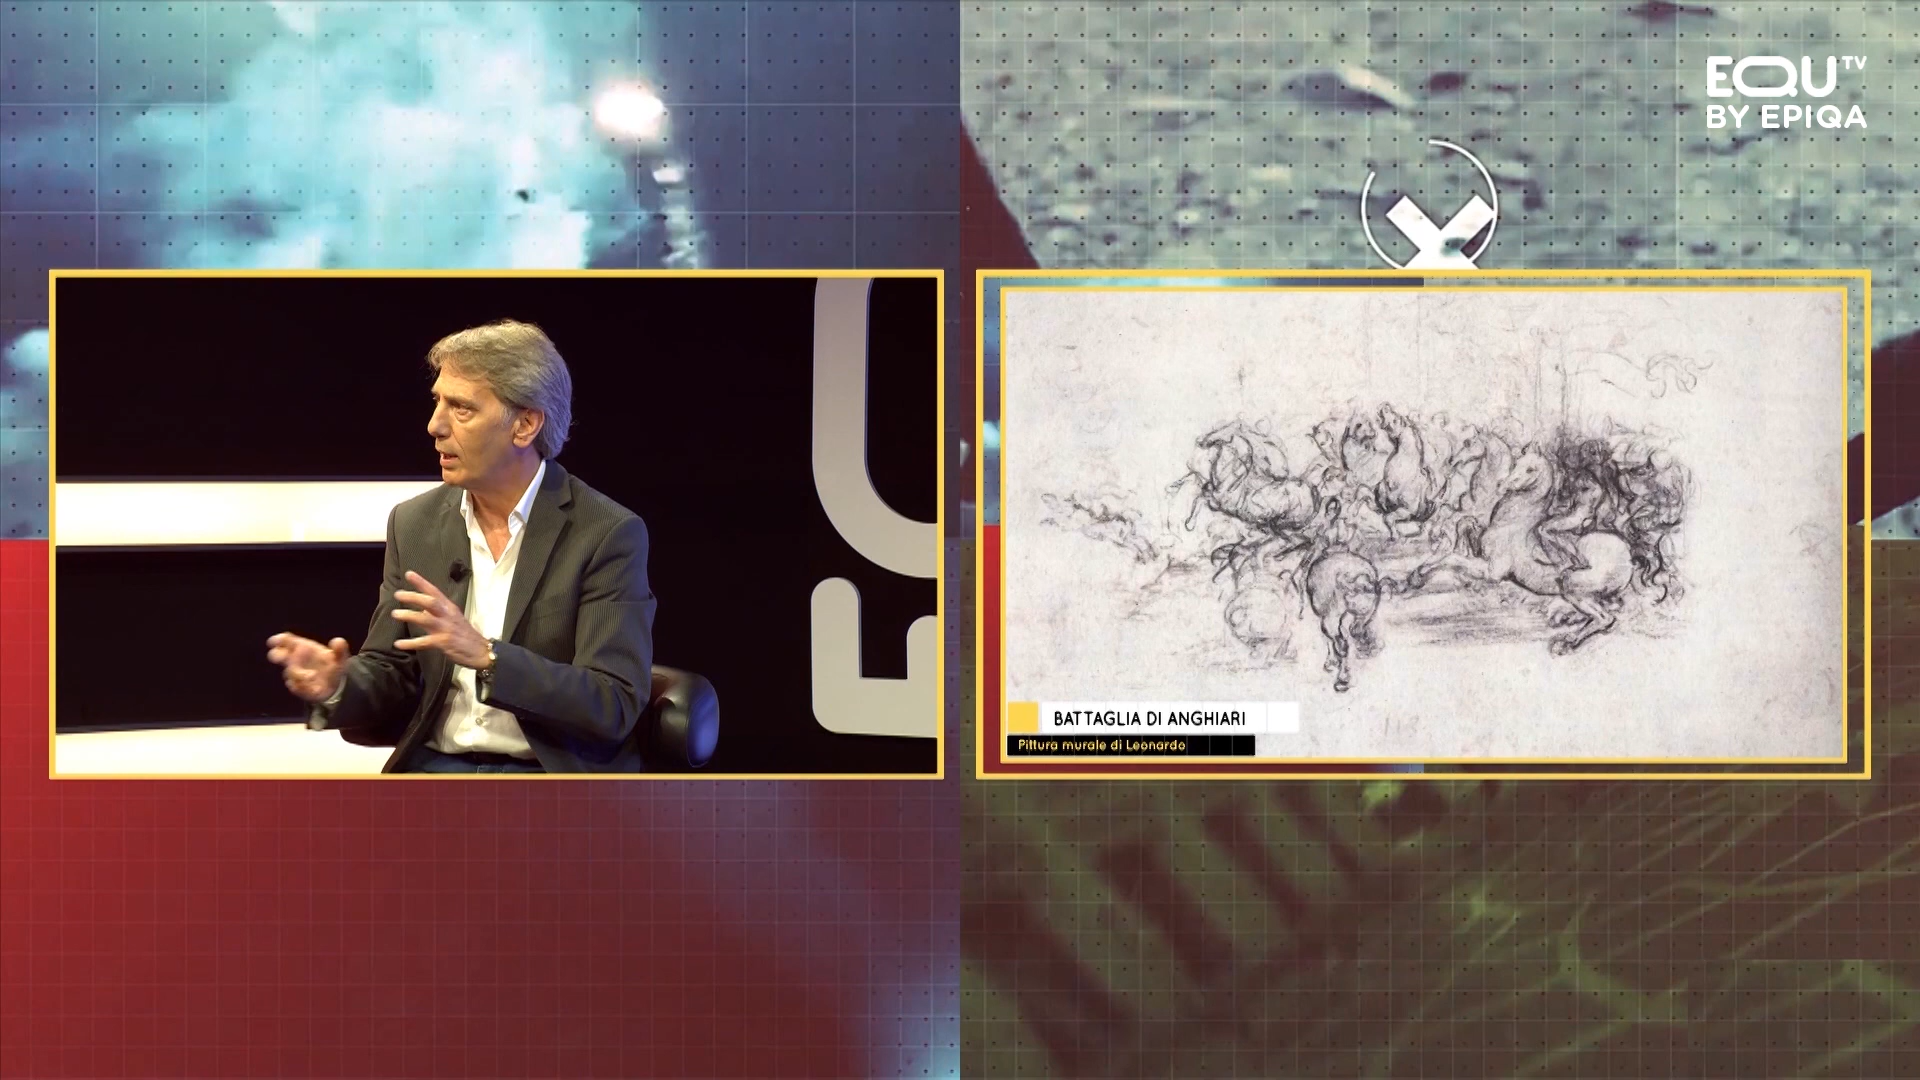 EQU TV
BY EPIQA
BATTAGLIA DI ANGHIARI
Pittura murale di Leonardo